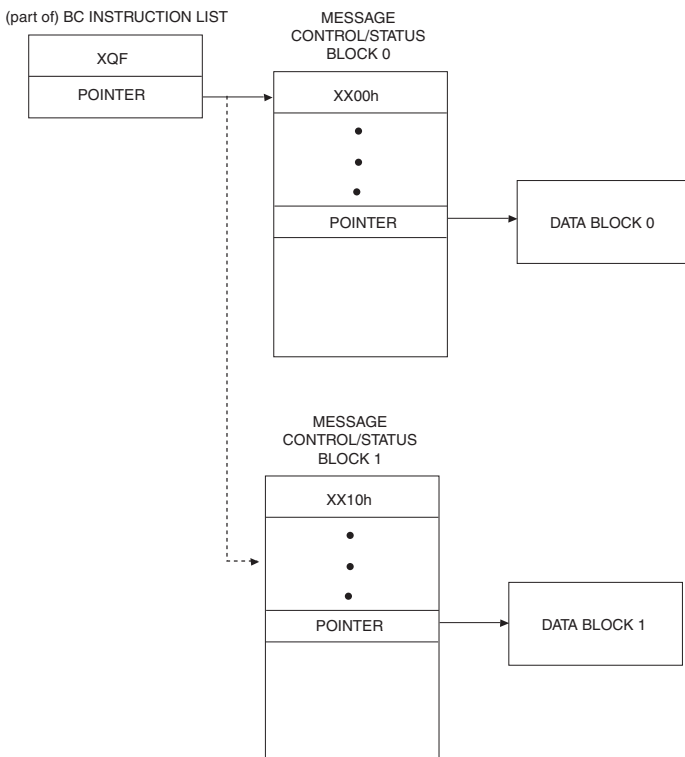 (part of) BC INSTRUCTION LIST
XQF
POINTER
MESSAGE
CONTROL/STATUS
BLOCK 0
XX00h
POINTER
DATA BLOCK 0
MESSAGE
CONTROL/STATUS
BLOCK 1
XX10h
POINTER
DATA BLOCK 1